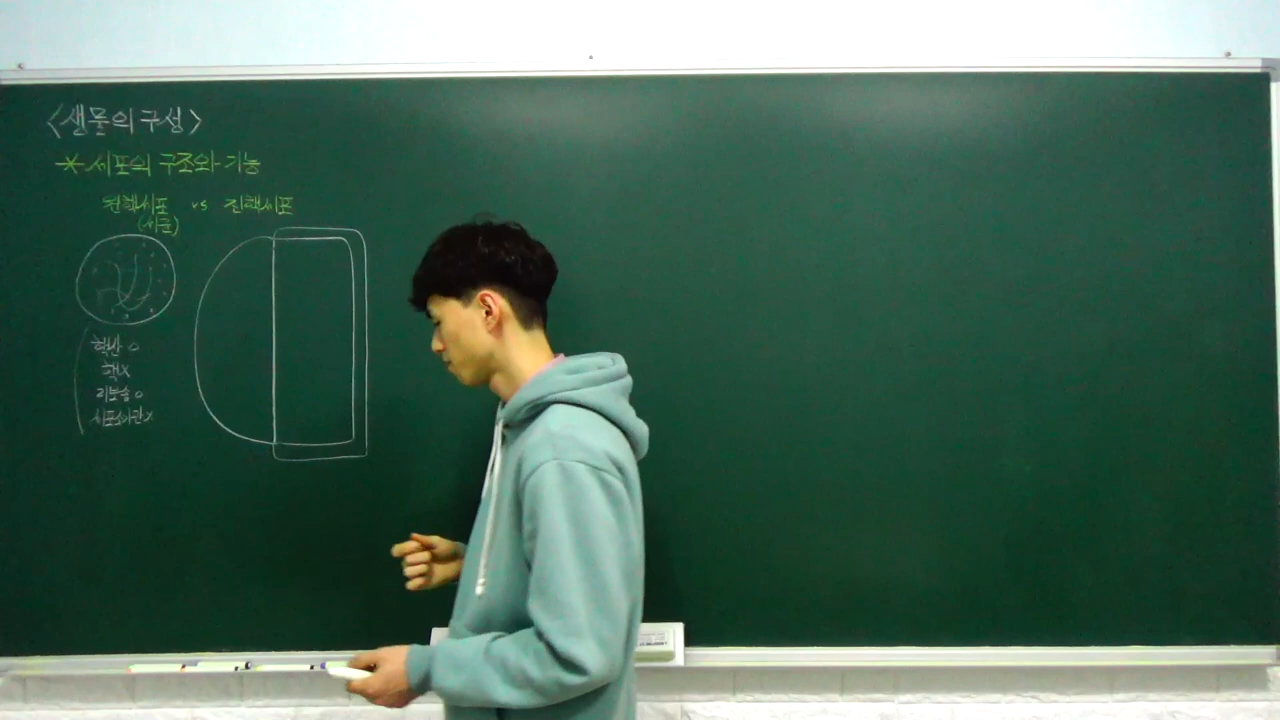 <생물의 구성>
* 세포의 구조와 기능
원핵세포 vs 진핵세포
(세균)
핵산 o
핵x
리보솜 o
세포소기관x